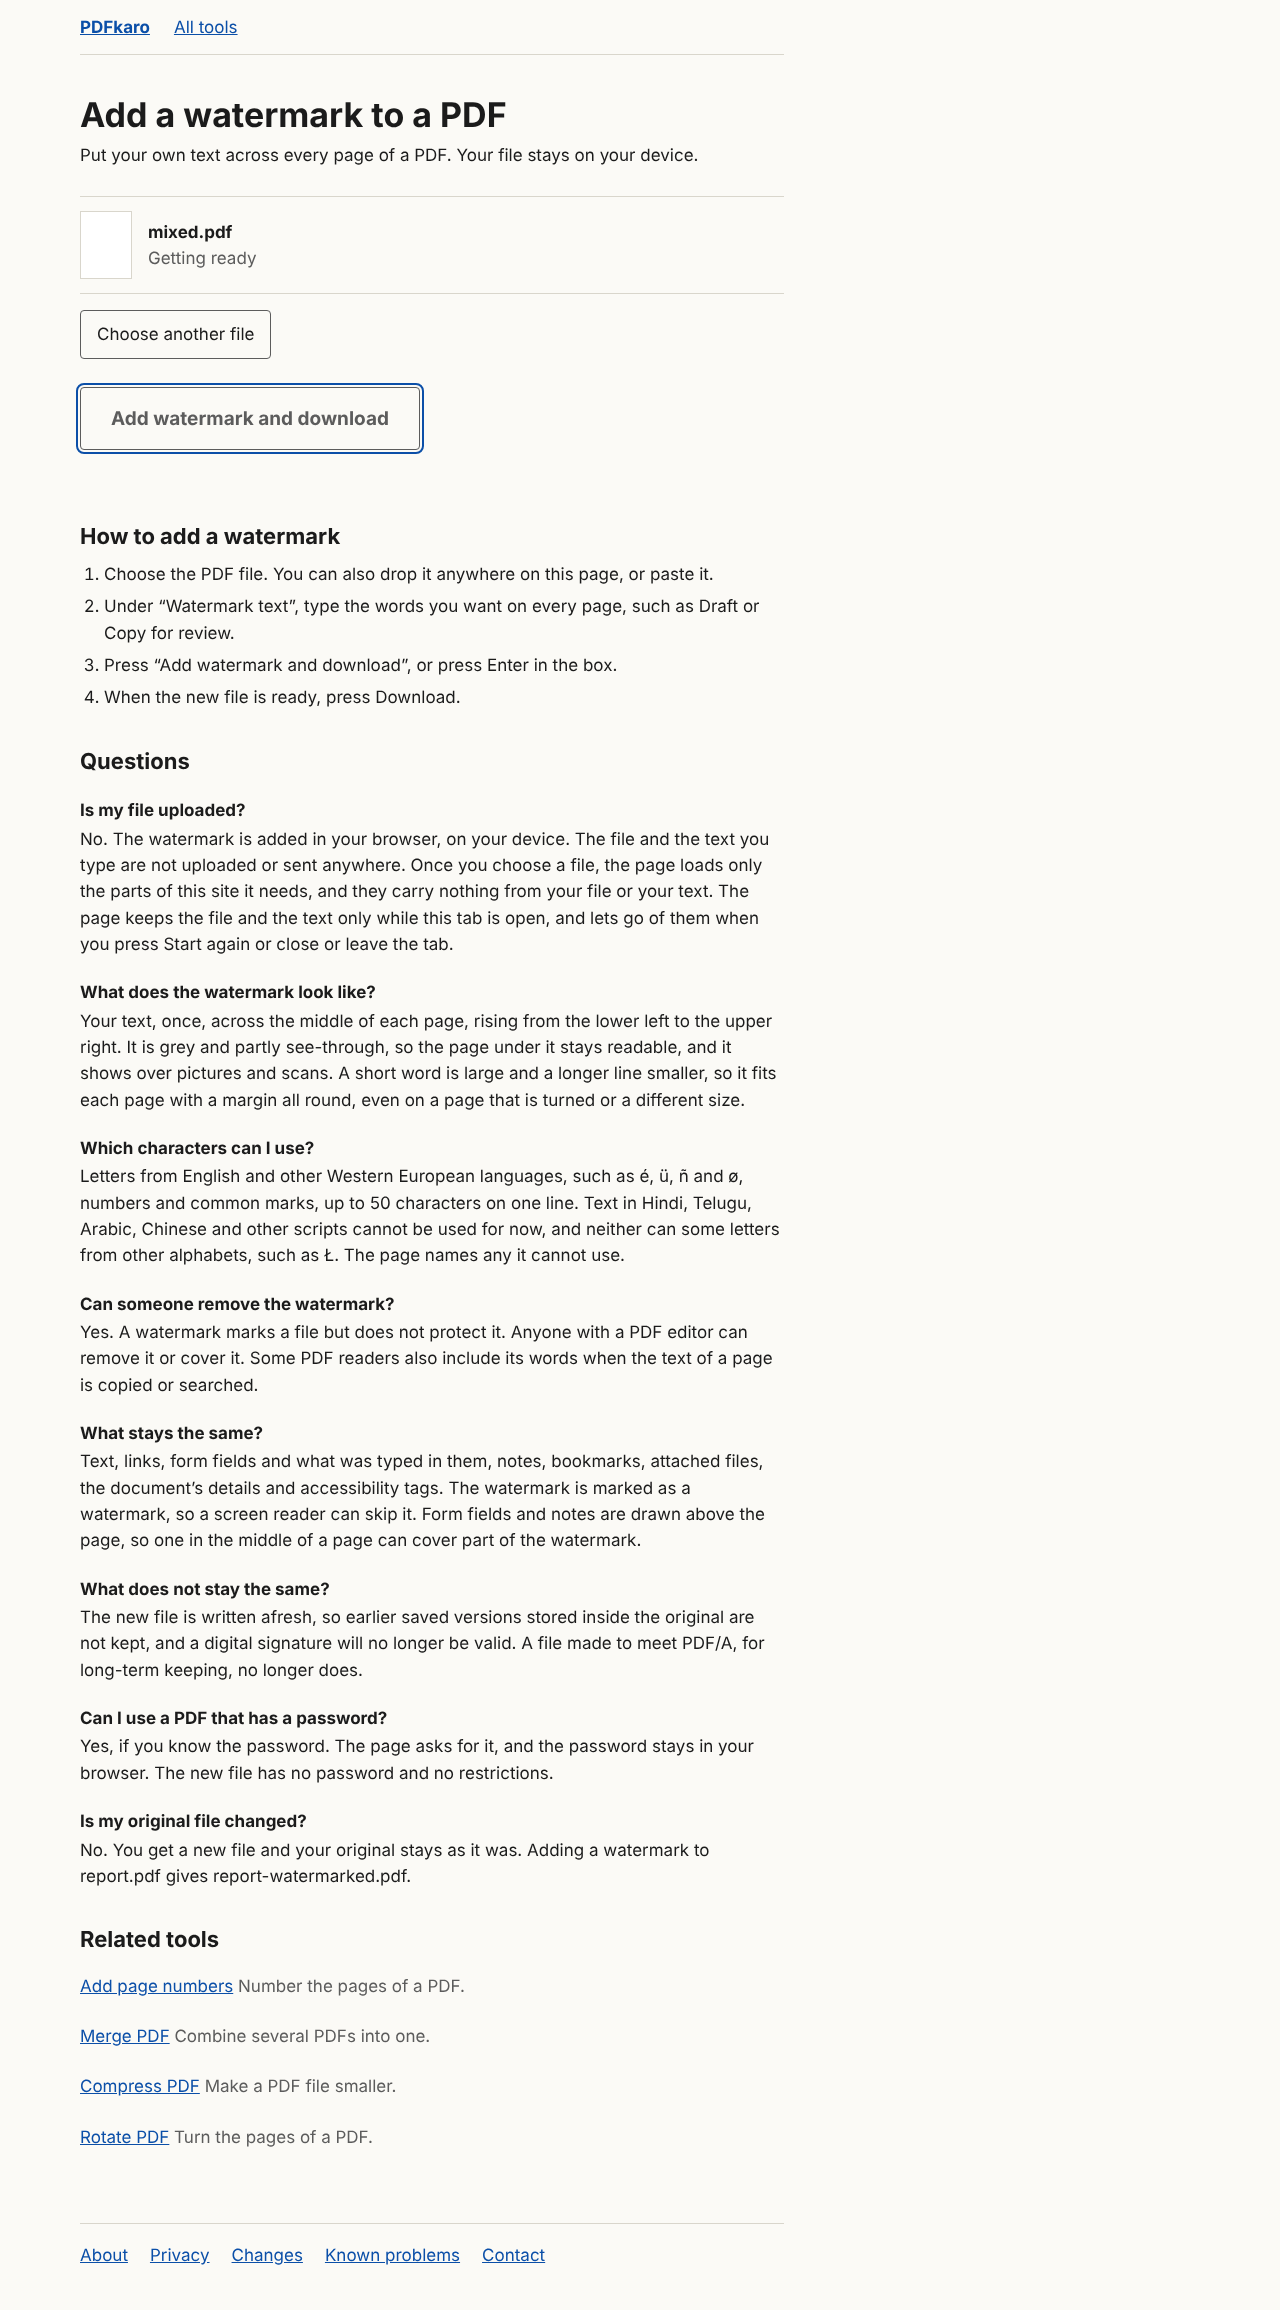 PDFkaro All tools
Add a watermark to a PDF
Put your own text across every page of a PDF. Your file stays on your device.
mixed.pdf
Getting ready
Choose another file
Add watermark and download
How to add a watermark
1. Choose the PDF file. You can also drop it anywhere on this page, or paste it.
2. Under “Watermark text”, type the words you want on every page, such as Draft or
Copy for review.
3. Press “Add watermark and download”, or press Enter in the box.
4. When the new file is ready, press Download.
Questions
Is my file uploaded?
No. The watermark is added in your browser, on your device. The file and the text you
type are not uploaded or sent anywhere. Once you choose a file, the page loads only
the parts of this site it needs, and they carry nothing from your file or your text. The
page keeps the file and the text only while this tab is open, and lets go of them when
you press Start again or close or leave the tab.
What does the watermark look like?
Your text, once, across the middle of each page, rising from the lower left to the upper
right. It is grey and partly see-through, so the page under it stays readable, and it
shows over pictures and scans. A short word is large and a longer line smaller, so it fits
each page with a margin all round, even on a page that is turned or a different size.
Which characters can I use?
Letters from English and other Western European languages, such as é, ü, ñ and ø,
numbers and common marks, up to 50 characters on one line. Text in Hindi, Telugu,
Arabic, Chinese and other scripts cannot be used for now, and neither can some letters
from other alphabets, such as Ł. The page names any it cannot use.
Can someone remove the watermark?
Yes. A watermark marks a file but does not protect it. Anyone with a PDF editor can
remove it or cover it. Some PDF readers also include its words when the text of a page
is copied or searched.
What stays the same?
Text, links, form fields and what was typed in them, notes, bookmarks, attached files,
the document’s details and accessibility tags. The watermark is marked as a
watermark, so a screen reader can skip it. Form fields and notes are drawn above the
page, so one in the middle of a page can cover part of the watermark.
What does not stay the same?
The new file is written afresh, so earlier saved versions stored inside the original are
not kept, and a digital signature will no longer be valid. A file made to meet PDF/A, for
long-term keeping, no longer does.
Can I use a PDF that has a password?
Yes, if you know the password. The page asks for it, and the password stays in your
browser. The new file has no password and no restrictions.
Is my original file changed?
No. You get a new file and your original stays as it was. Adding a watermark to
report.pdf gives report-watermarked.pdf.
Related tools
Add page numbers Number the pages of a PDF.
Merge PDF Combine several PDFs into one.
Compress PDF Make a PDF file smaller.
Rotate PDF Turn the pages of a PDF.
About Privacy Changes Known problems Contact